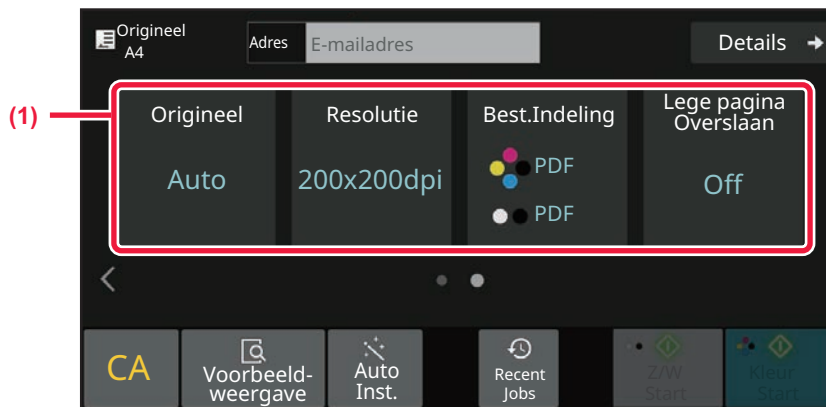 Origineel
A4
Adres
E-mailadres
Details
(1)
Origineel
Resolutie
Best.Indeling
Lege pagina
Overslaan
Auto
200x200dpi
PDF
PDF
Off
CA
Voorbeeld-
weergave
Auto
Inst.
Recent
Jobs
Z/W
Start
Kleur
Start